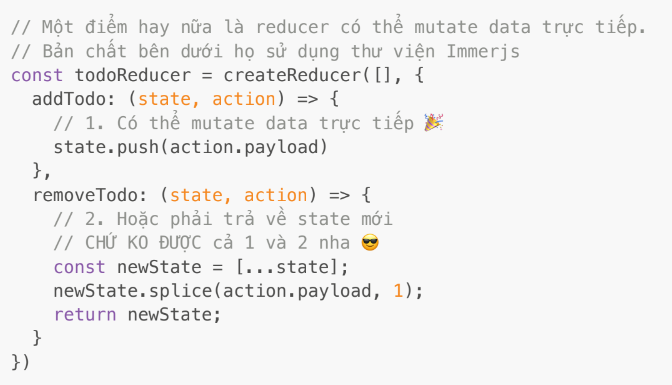 // Một điểm hay nữa là reducer có thể mutate data trực tiếp.
// Bản chất bên dưới họ sử dụng thư viện Immerjs
const todoReducer = createReducer([], {
  addTodo: (state, action) => {
    // 1. Có thể mutate data trực tiếp 🎉
    state.push(action.payload)
  },
  removeTodo: (state, action) => {
    // 2. Hoặc phải trả về state mới
    // CHỨ KO ĐƯỢC cả 1 và 2 nha 😎
    const newState = [...state];
    newState.splice(action.payload, 1);
    return newState;
  }
})